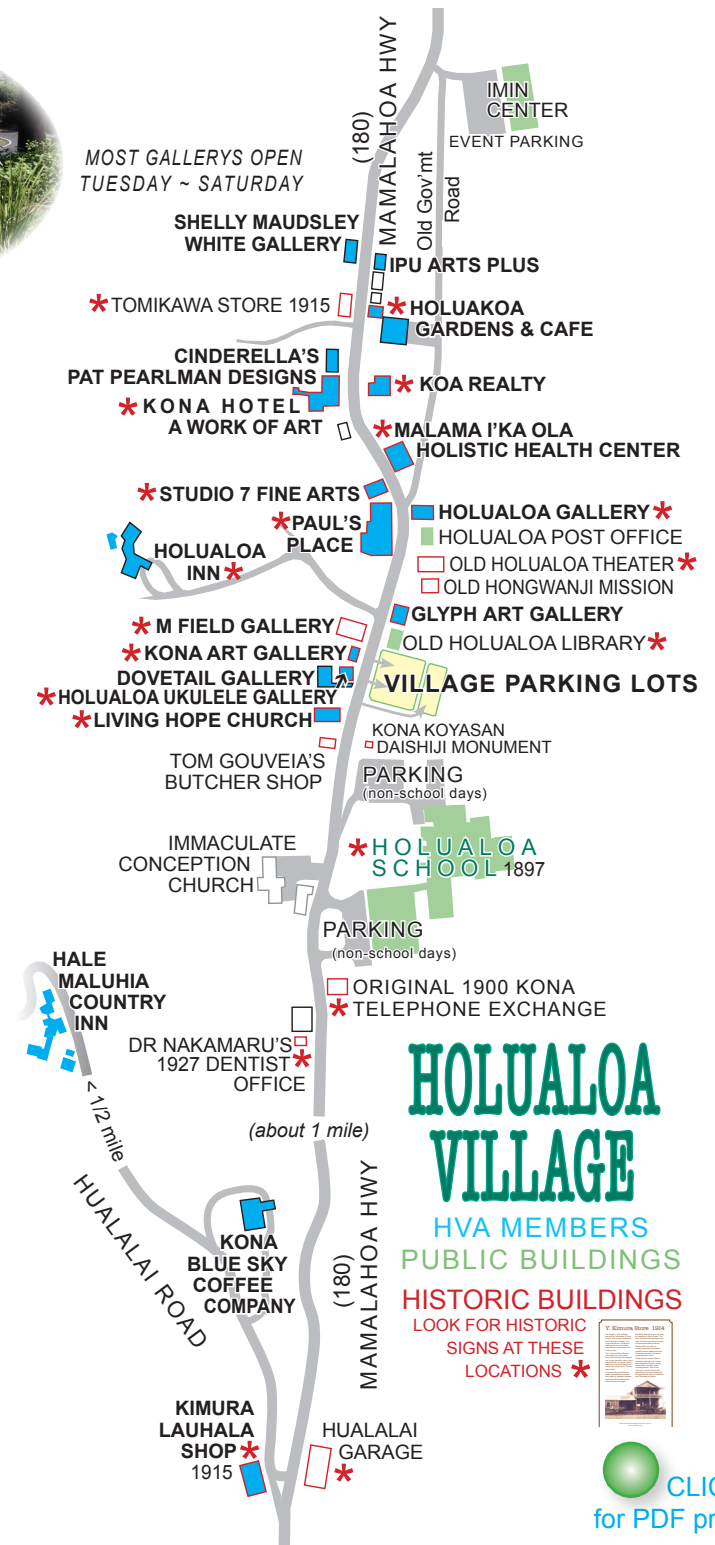 MAMALAHOA HWY
(180)
IMIN
CENTER
EVENT PARKING
Old Gov'mt
Road
MOST GALLERYS OPEN
TUESDAY ~ SATURDAY
SHELLY MAUDSLEY
WHITE GALLERY
IPU ARTS PLUS
* TOMIKAWA STORE 1915
* HOLUAKOA
GARDENS & CAFE
CINDERELLA'S
PAT PEARLMAN DESIGNS
* KOA REALTY
* KONA HOTEL
A WORK OF ART
* MALAMA I'KA OLA
HOLISTIC HEALTH CENTER
* STUDIO 7 FINE ARTS
HOLUALOA GALLERY *
* PAUL'S
PLACE
HOLUALOA POST OFFICE
HOLUALOA
INN *
OLD HOLUALOA THEATER *
OLD HONGWANJI MISSION
GLYPH ART GALLERY
* M FIELD GALLERY
OLD HOLUALOA LIBRARY *
* KONA ART GALLERY
DOVETAIL GALLERY
VILLAGE PARKING LOTS
* HOLUALOA UKULELE GALLERY
* LIVING HOPE CHURCH
KONA KOYASAN
DAISHIJI MONUMENT
TOM GOUVEIA'S
BUTCHER SHOP
PARKING
(non-school days)
IMMACULATE
CONCEPTION
CHURCH
* HOLUALOA
SCHOOL 1897
PARKING
(non-school days)
HALE
MALUHIA
COUNTRY
INN
ORIGINAL 1900 KONA
* TELEPHONE EXCHANGE
DR NAKAMARU'S
1927 DENTIST *
OFFICE
< 1/2 mile
(about 1 mile)
HUALALAI ROAD
MAMALAHOA HWY
(180)
KONA
BLUE SKY
COFFEE
COMPANY
HOLUALOA
VILLAGE
HVA MEMBERS
PUBLIC BUILDINGS
HISTORIC BUILDINGS
LOOK FOR HISTORIC
SIGNS AT THESE
LOCATIONS *
Y. Kimura Store 1914
KIMURA
LAUHALA
SHOP *
1915
HUALALAI
GARAGE
*
CLIC
for PDF pr